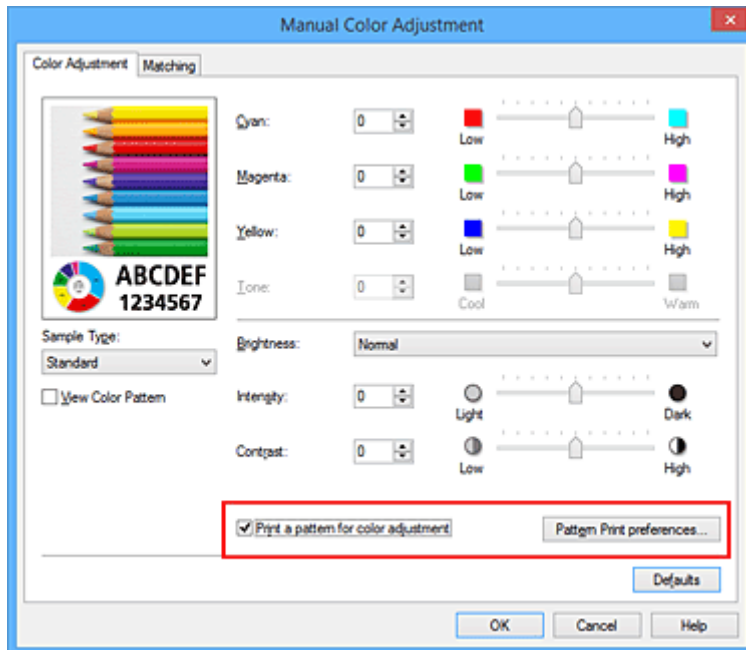 Manual Color Adjustment
Color Adjustment
Matching
ABCDEF
1234567
Sample Type:
Standard
View Color Pattern
Cyan:
0
Low
High
Magenta:
0
Low
High
Yellow:
0
Low
High
Tone:
0
Cool
Warm
Brightness:
Normal
Intensity:
0
Light
Dark
Contrast:
0
Low
High
Print a pattern for color adjustment
Pattern Print preferences...
Defaults
OK
Cancel
Help